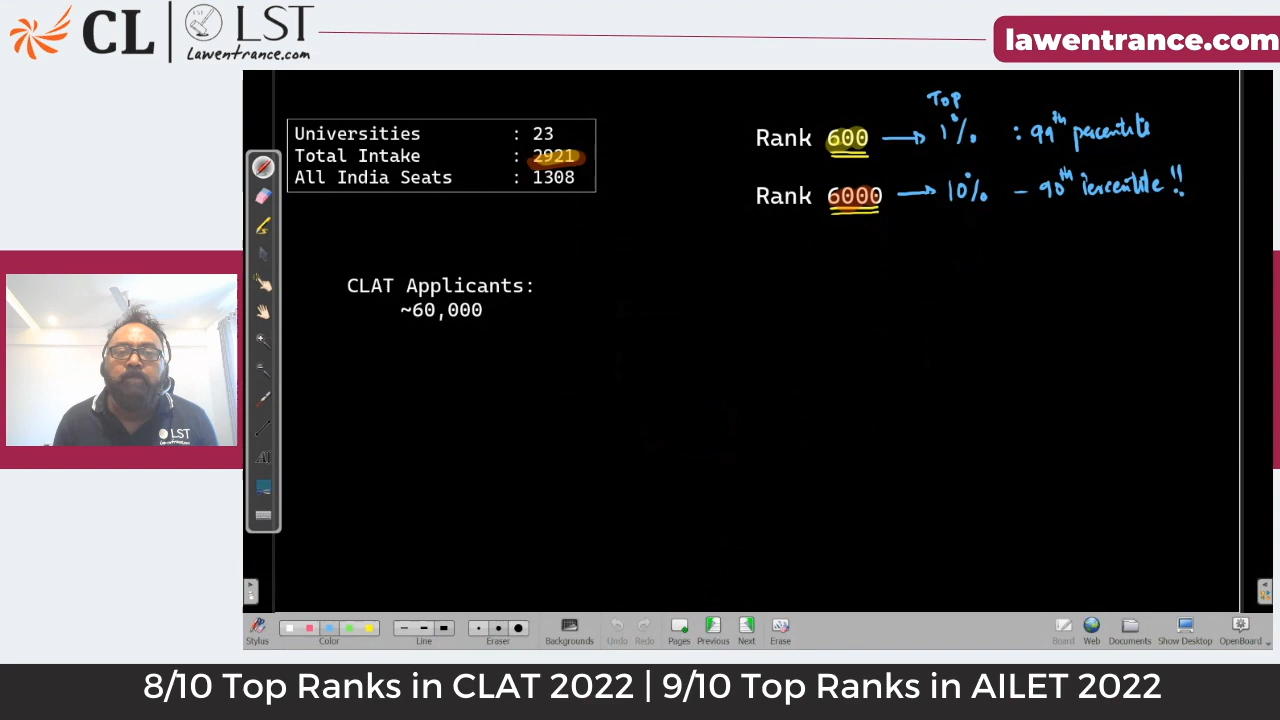 CL LST
Lawentrance.com
lawentrance.com
Universities : 23
Total Intake : 2921
All India Seats : 1308
CLAT Applicants:
~60,000
TOP
Rank 600 → 1% : 99th percentile
Rank 6000 → 10% - 90th percentile !!
LST
Lawentrance.com
Stylus
Color
Line
Eraser
Backgrounds
Undo
Redo
Pages
Previous
Next
Erase
Board
Web
Documents
Show Desktop
OpenBoard
8/10 Top Ranks in CLAT 2022 | 9/10 Top Ranks in AILET 2022